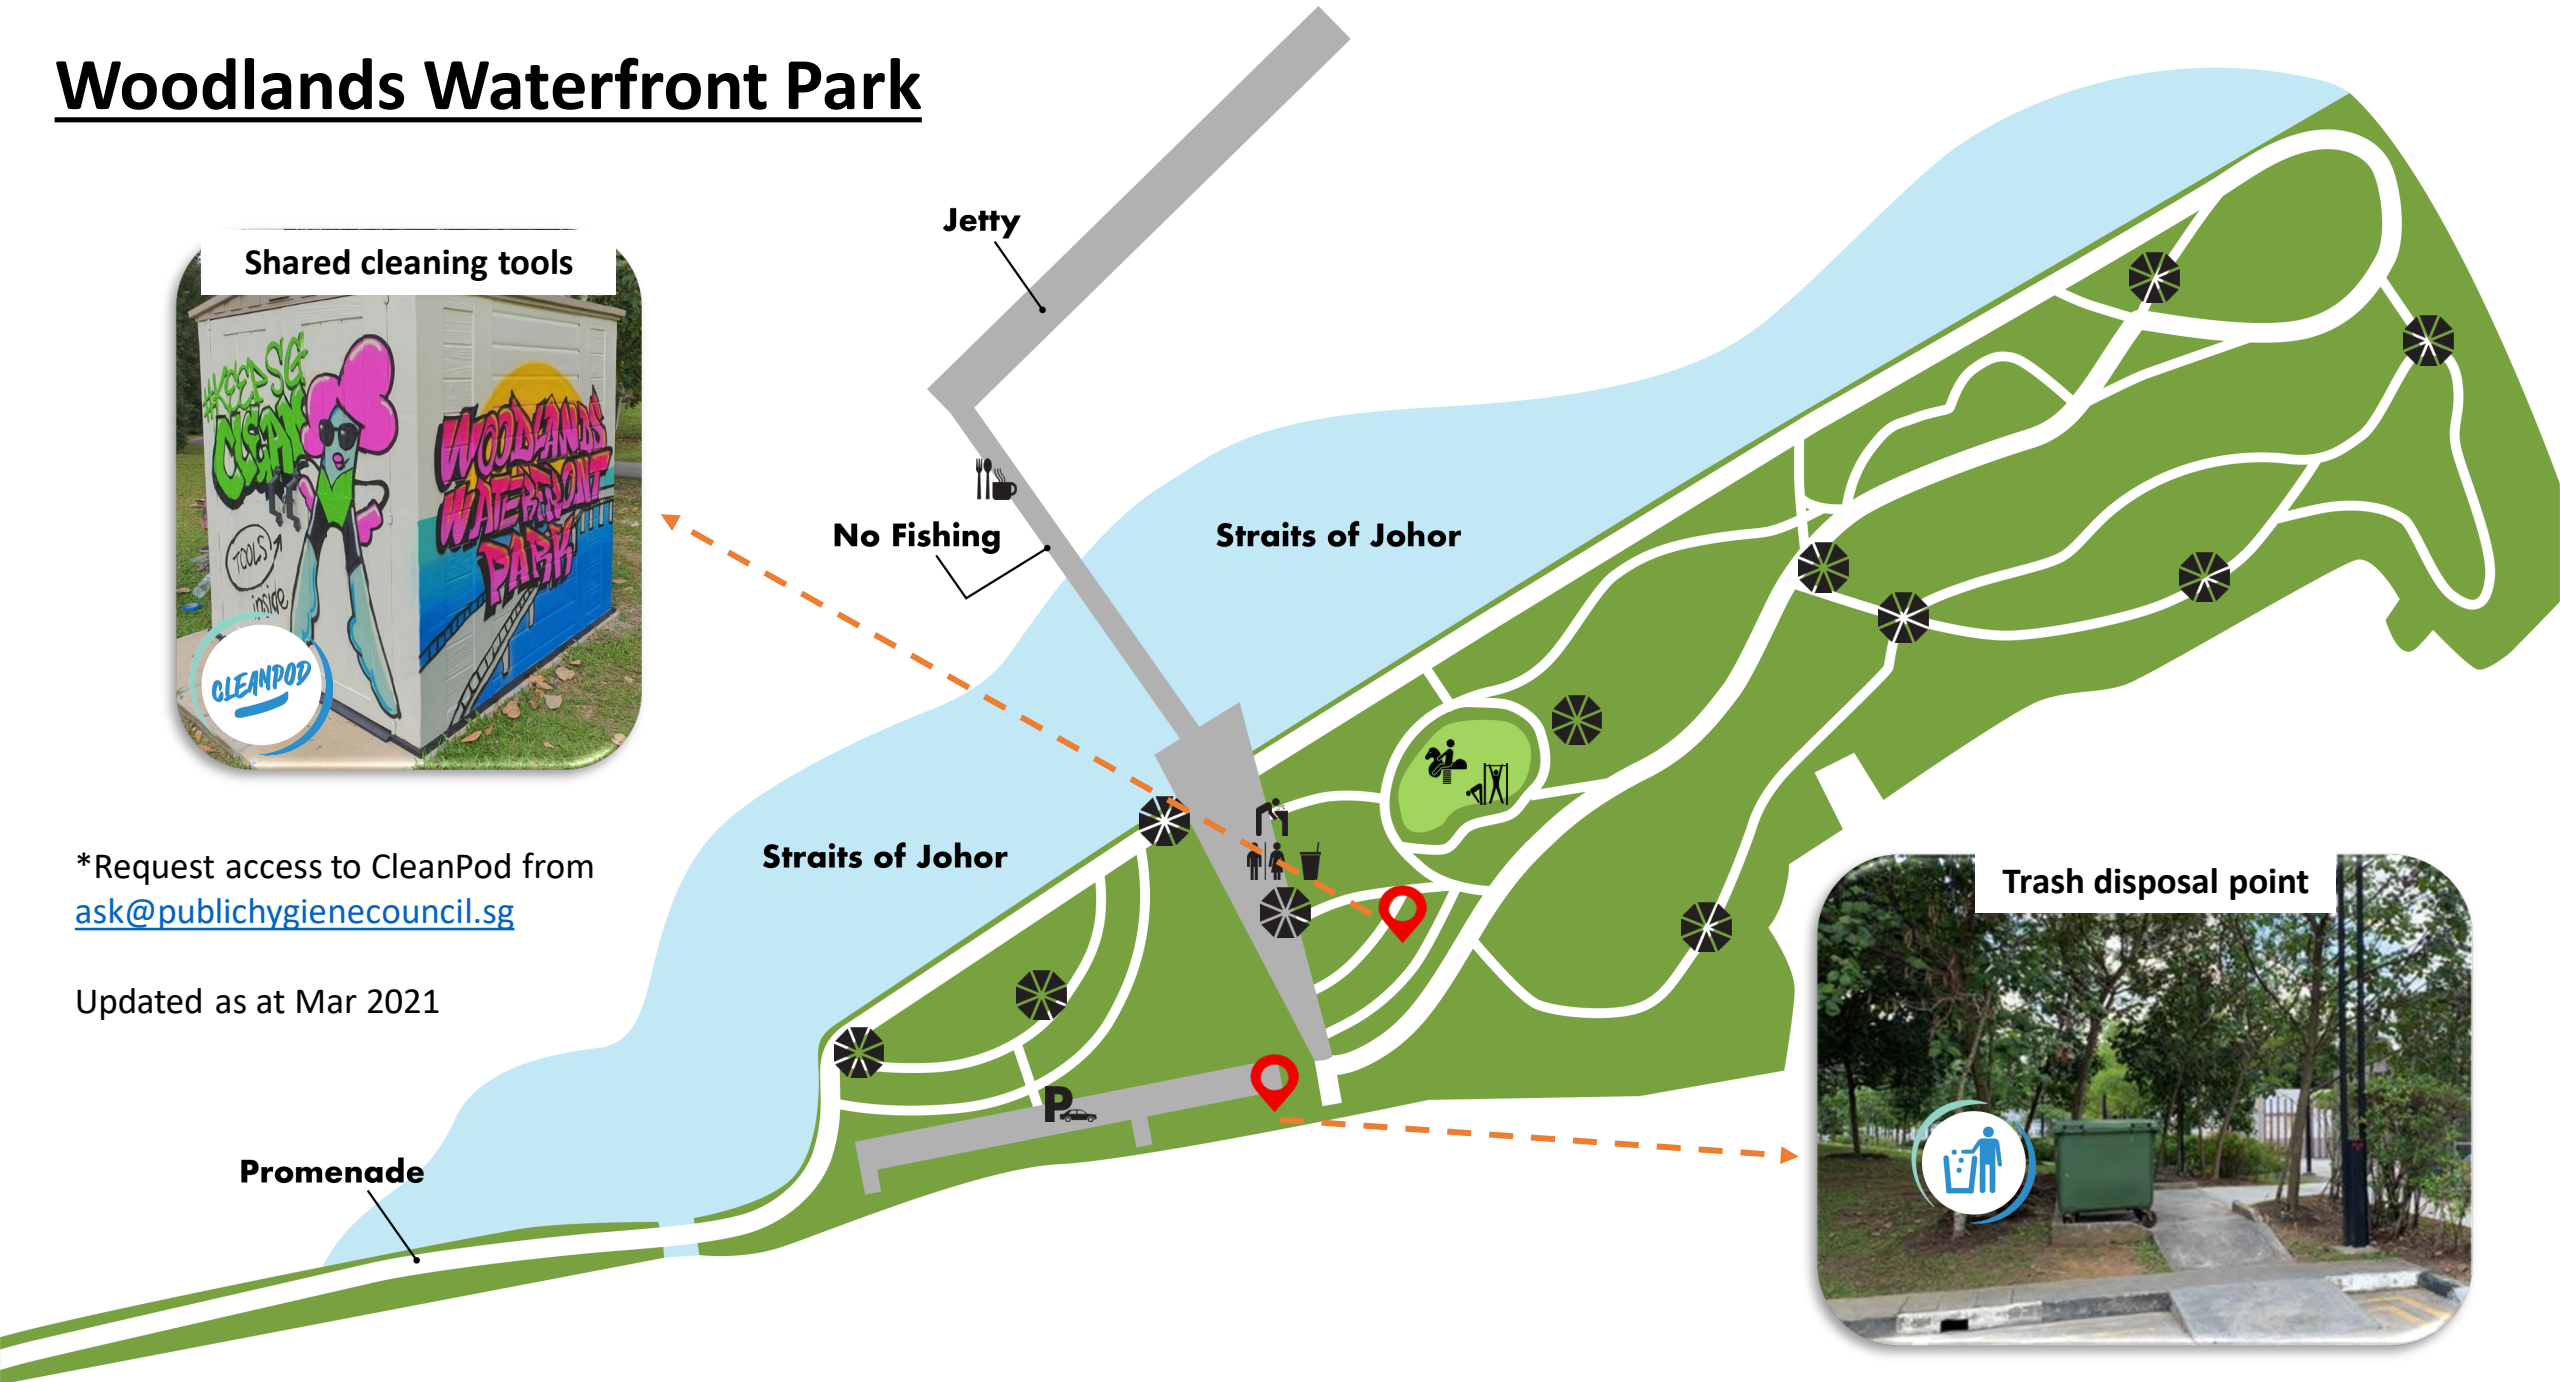 Woodlands Waterfront Park
Jetty
Shared cleaning tools
#KEEP SG
CLEAN
TOOLS
inside
WOODLANDS
WATERFRONT
PARK
CLEANPOD
No Fishing
Straits of Johor
Straits of Johor
*Request access to CleanPod from
ask@publichygienecouncil.sg
Updated as at Mar 2021
Trash disposal point
P
Promenade